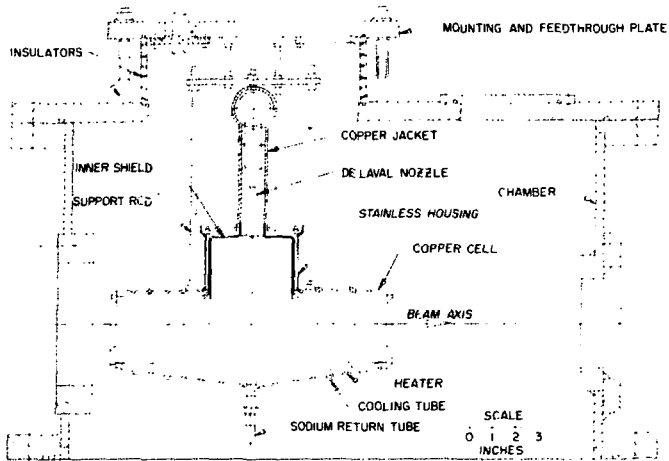 MOUNTING AND FEEDTHROUGH PLATE
INSULATORS
COPPER JACKET
INNER SHIELD
DE LAVAL NOZZLE
CHAMBER
SUPPORT ROD
STAINLESS HOUSING
COPPER CELL
BEAM AXIS
HEATER
COOLING TUBE
SODIUM RETURN TUBE
SCALE
0 1 2 3
INCHES